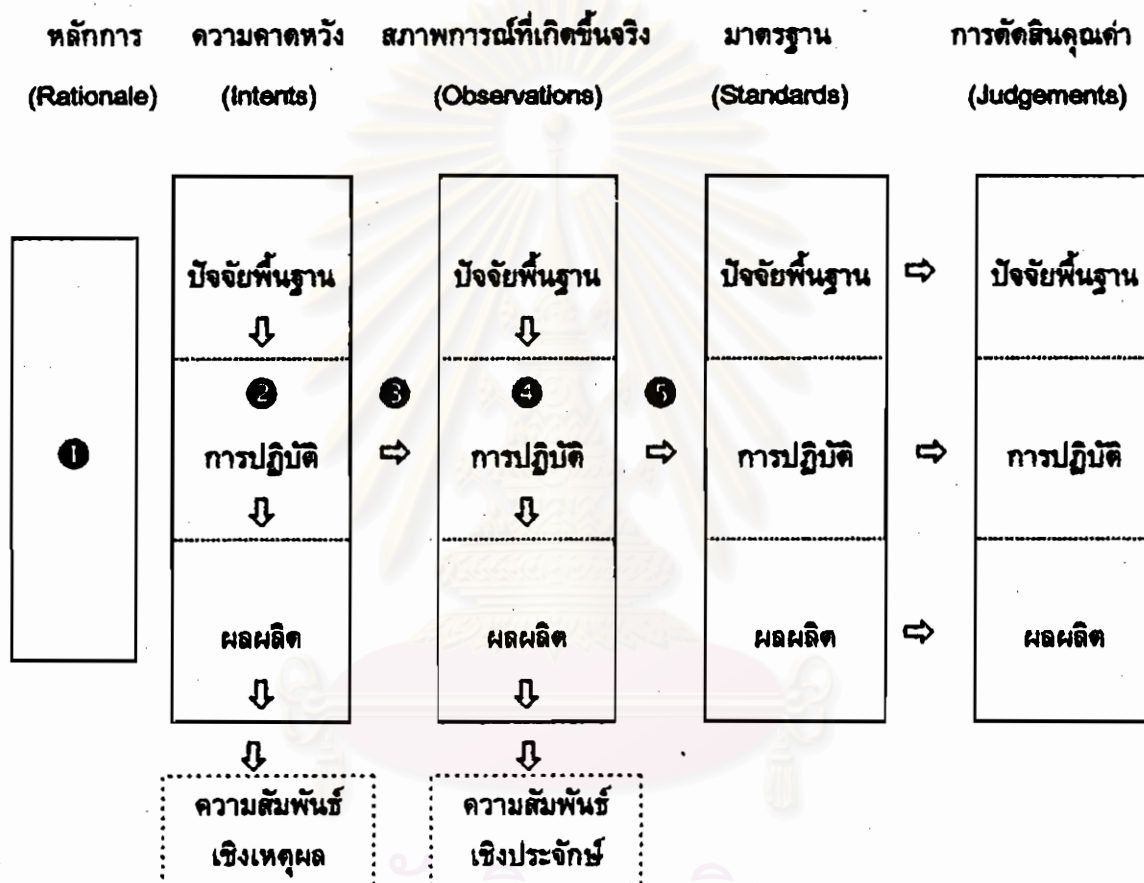 หลักการ ความคาดหวัง สภาพการณ์ที่เกิดขึ้นจริง มาตรฐาน การตัดสินคุณค่า
(Rationale) (Intents) (Observations) (Standards) (Judgements)
ปัจจัยพื้นฐาน ปัจจัยพื้นฐาน ปัจจัยพื้นฐาน ⇨ ปัจจัยพื้นฐาน
⇩ ⇩
❷ ❸ ❹ ❺
❶ การปฏิบัติ ⇨ การปฏิบัติ ⇨ การปฏิบัติ ⇨ การปฏิบัติ
⇩ ⇩
ผลผลิต ผลผลิต ผลผลิต ⇨ ผลผลิต
⇩ ⇩
⇩ ⇩
ความสัมพันธ์ ความสัมพันธ์
เชิงเหตุผล เชิงประจักษ์